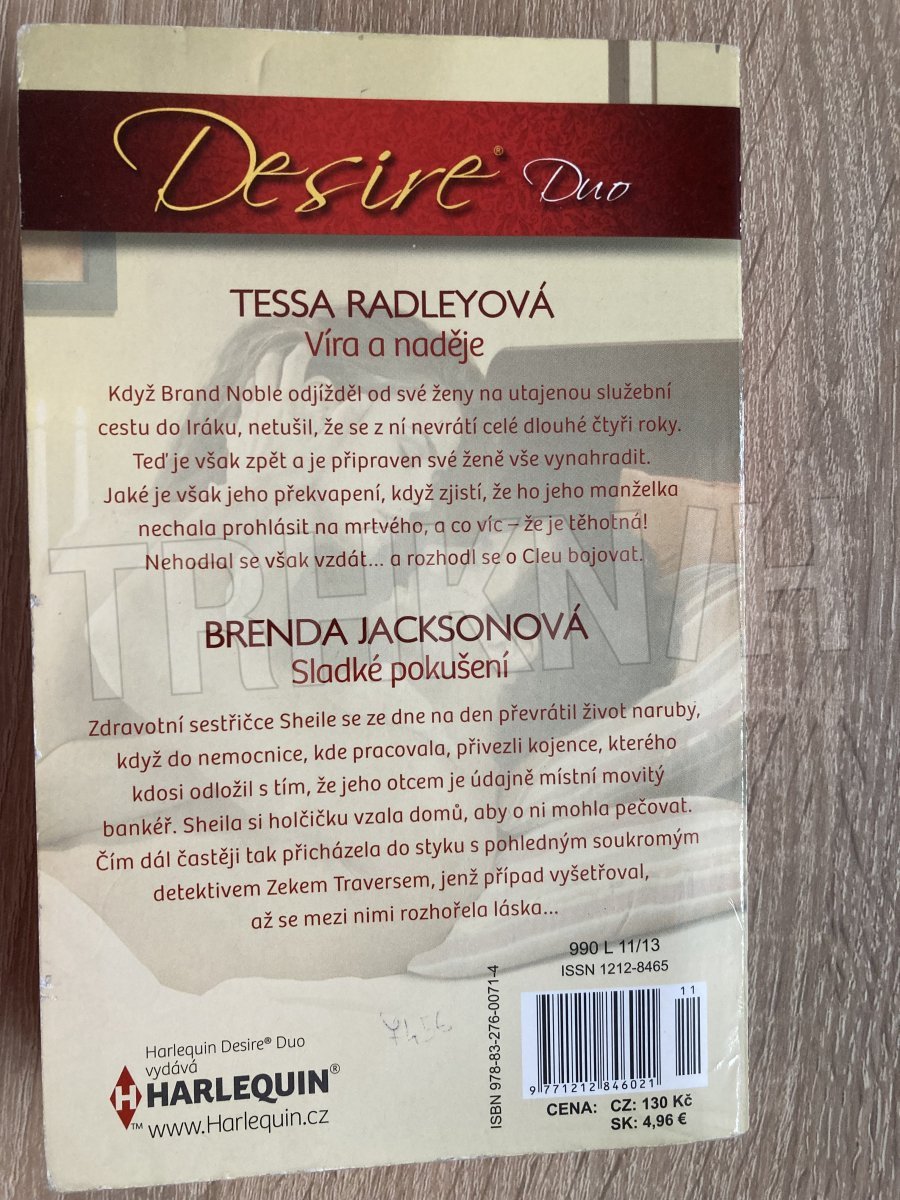 Desire® Duo
TESSA RADLEYOVÁ
Víra a naděje
Když Brand Noble odjížděl od své ženy na utajenou služební
cestu do Iráku, netušil, že se z ní nevrátí celé dlouhé čtyři roky.
Teď je však zpět a je připraven své ženě vše vynahradit.
Jaké je však jeho překvapení, když zjistí, že ho jeho manželka
nechala prohlásit na mrtvého, a co víc – že je těhotná!
Nehodlal se však vzdát... a rozhodl se o Cleu bojovat.
TRHKNIH
BRENDA JACKSONOVÁ
Sladké pokušení
Zdravotní sestřičce Sheile se ze dne na den převrátil život naruby,
když do nemocnice, kde pracovala, přivezli kojence, kterého
kdosi odložil s tím, že jeho otcem je údajně místní movitý
bankéř. Sheila si holčičku vzala domů, aby o ni mohla pečovat.
Čím dál častěji tak přicházela do styku s pohledným soukromým
detektivem Zekem Traversem, jenž případ vyšetřoval,
až se mezi nimi rozhořela láska...
990 L 11/13
ISSN 1212-8465
11
ISBN 978-83-276-0071-4
9 771212 846021
CENA: CZ: 130 Kč
SK: 4,96 €
7456
Harlequin Desire® Duo
vydává
H HARLEQUIN®
™ www.Harlequin.cz